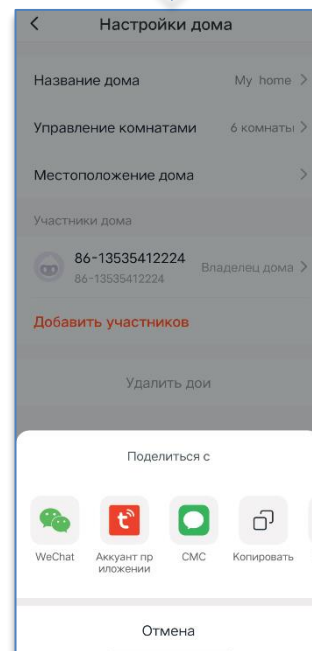 Настройки дома
Название дома My home
Управление комнатами 6 комнаты
Местоположение дома
Участники дома
86-13535412224
Владелец дома
86-13535412224
Добавить участников
Удалить дои
Поделиться с
WeChat Аккуант пр СМС Копировать
иложении
Отмена